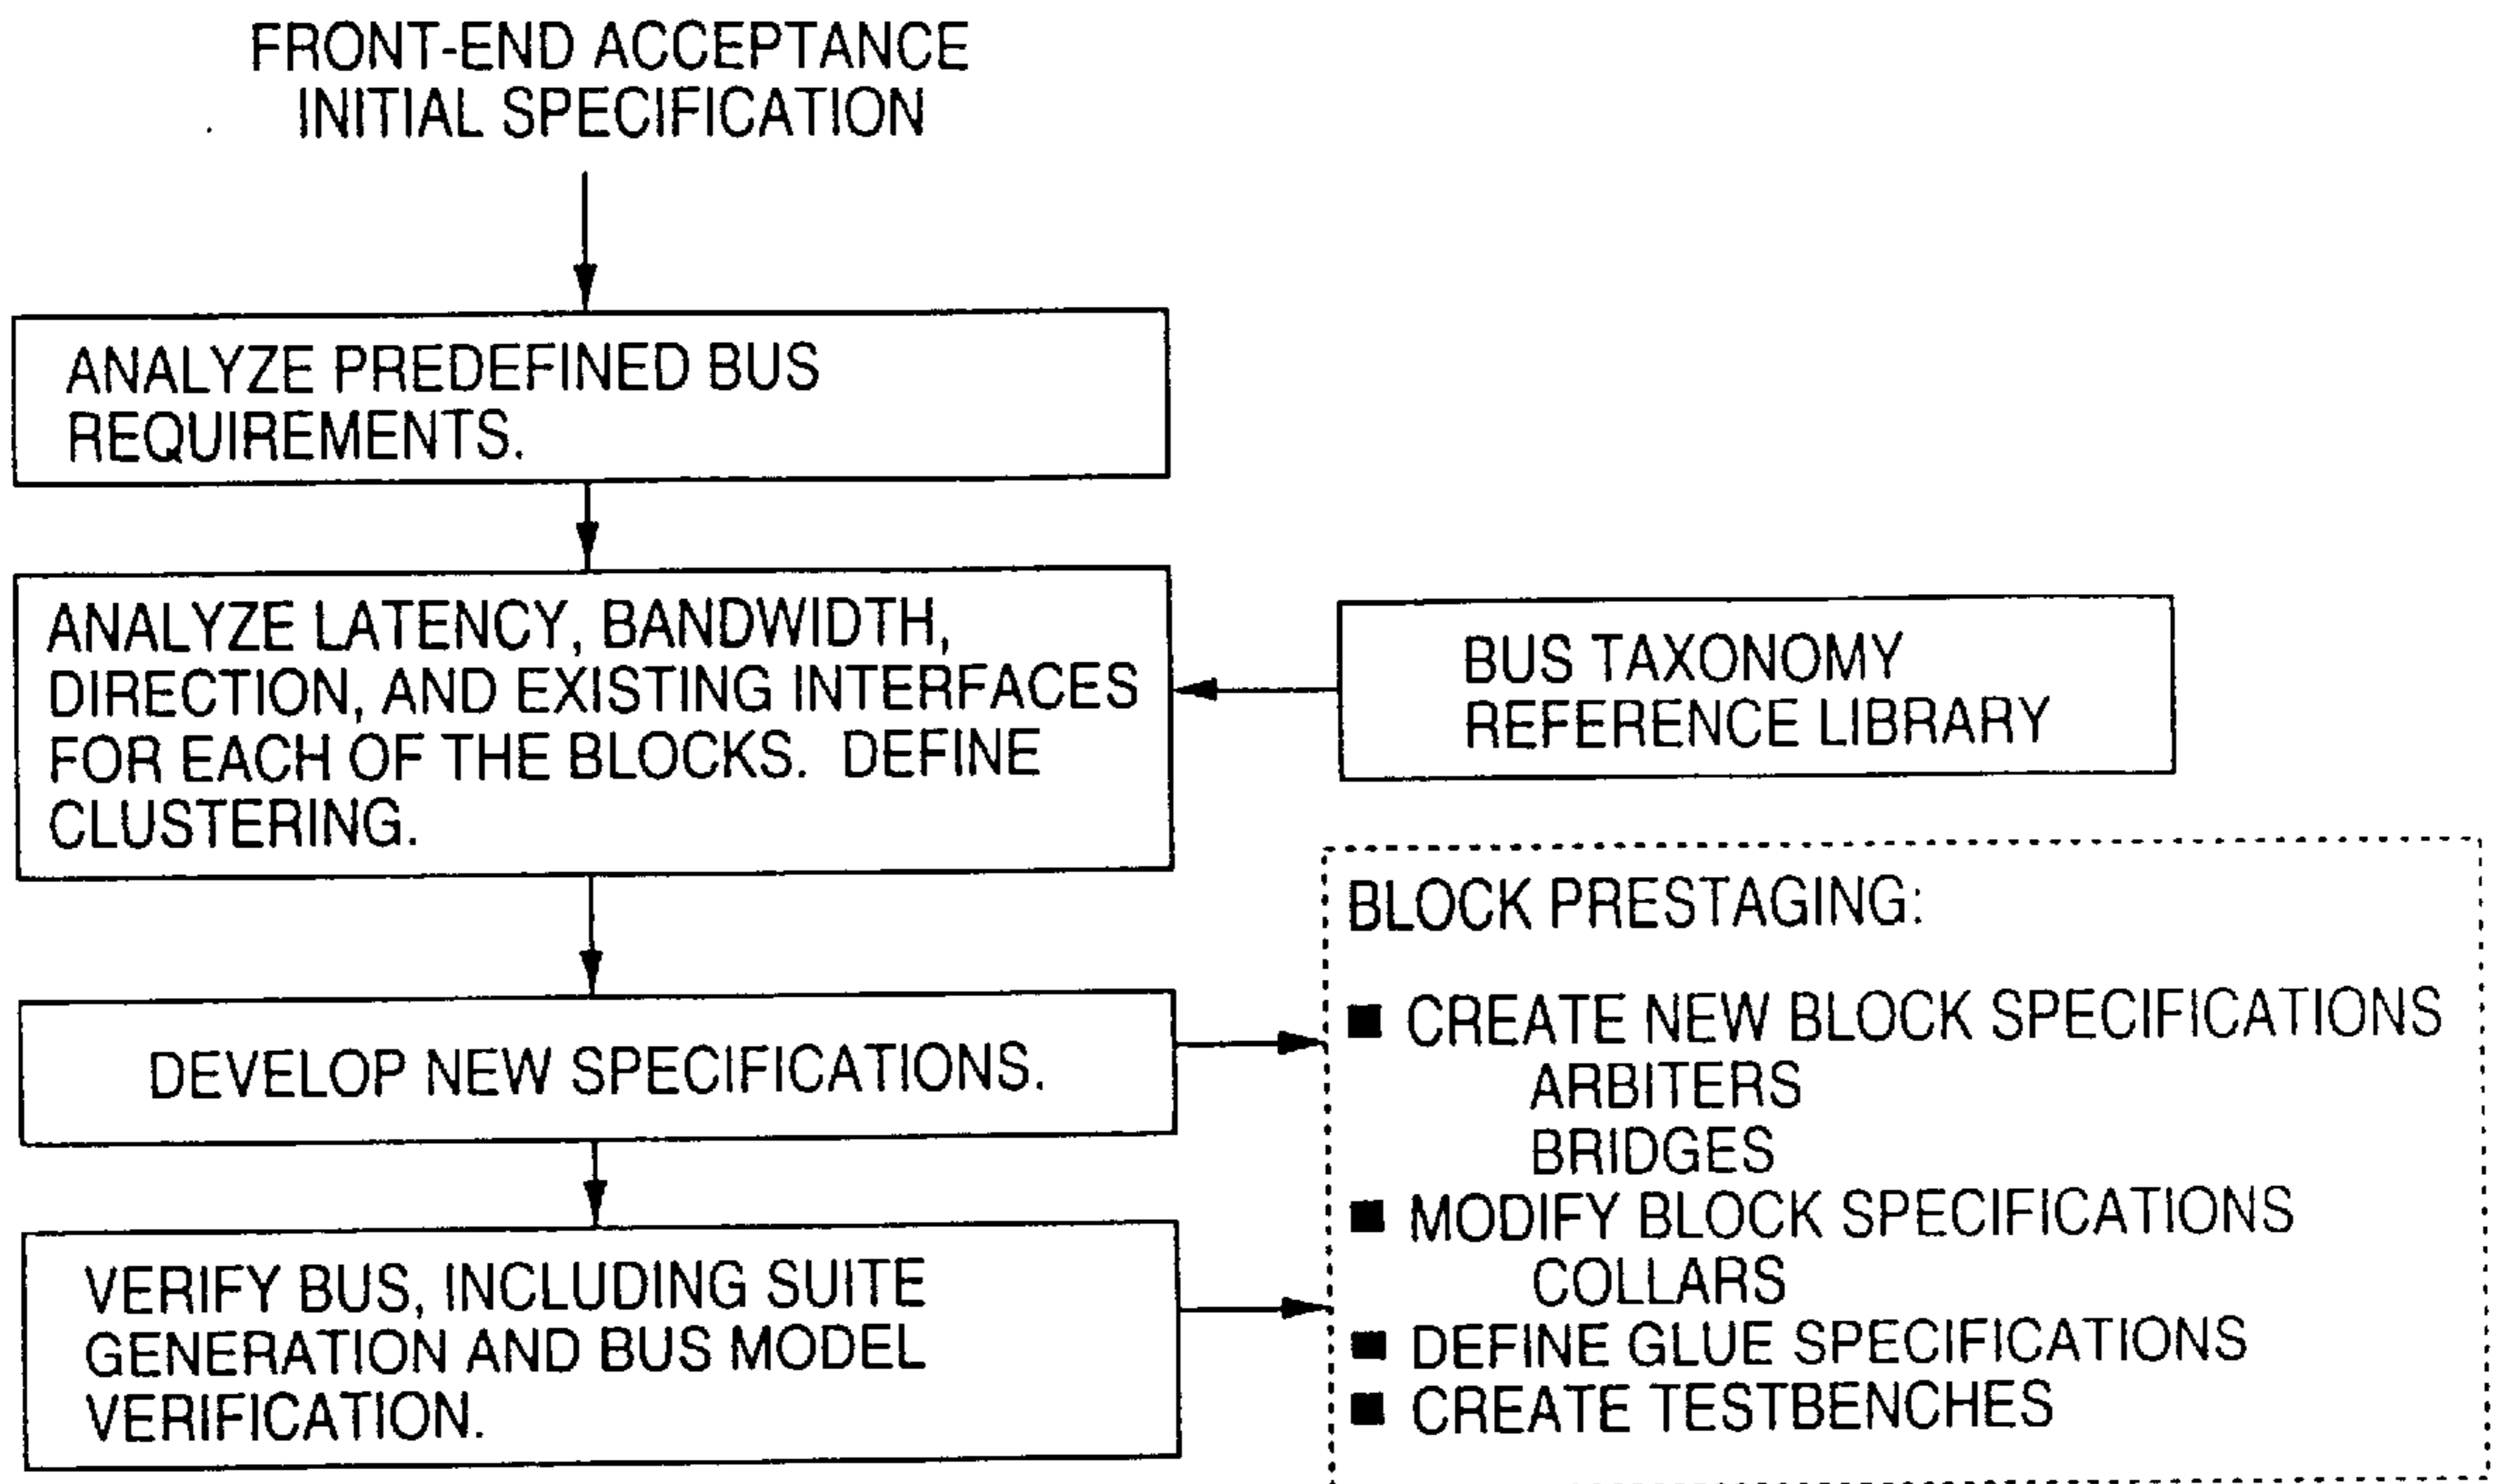 FRONT-END ACCEPTANCE
INITIAL SPECIFICATION
ANALYZE PREDEFINED BUS
REQUIREMENTS.
ANALYZE LATENCY, BANDWIDTH,
DIRECTION, AND EXISTING INTERFACES
FOR EACH OF THE BLOCKS. DEFINE
CLUSTERING.
BUS TAXONOMY
REFERENCE LIBRARY
DEVELOP NEW SPECIFICATIONS.
VERIFY BUS, INCLUDING SUITE
GENERATION AND BUS MODEL
VERIFICATION.
BLOCK PRESTAGING:
■ CREATE NEW BLOCK SPECIFICATIONS
ARBITERS
BRIDGES
■ MODIFY BLOCK SPECIFICATIONS
COLLARS
■ DEFINE GLUE SPECIFICATIONS
■ CREATE TESTBENCHES